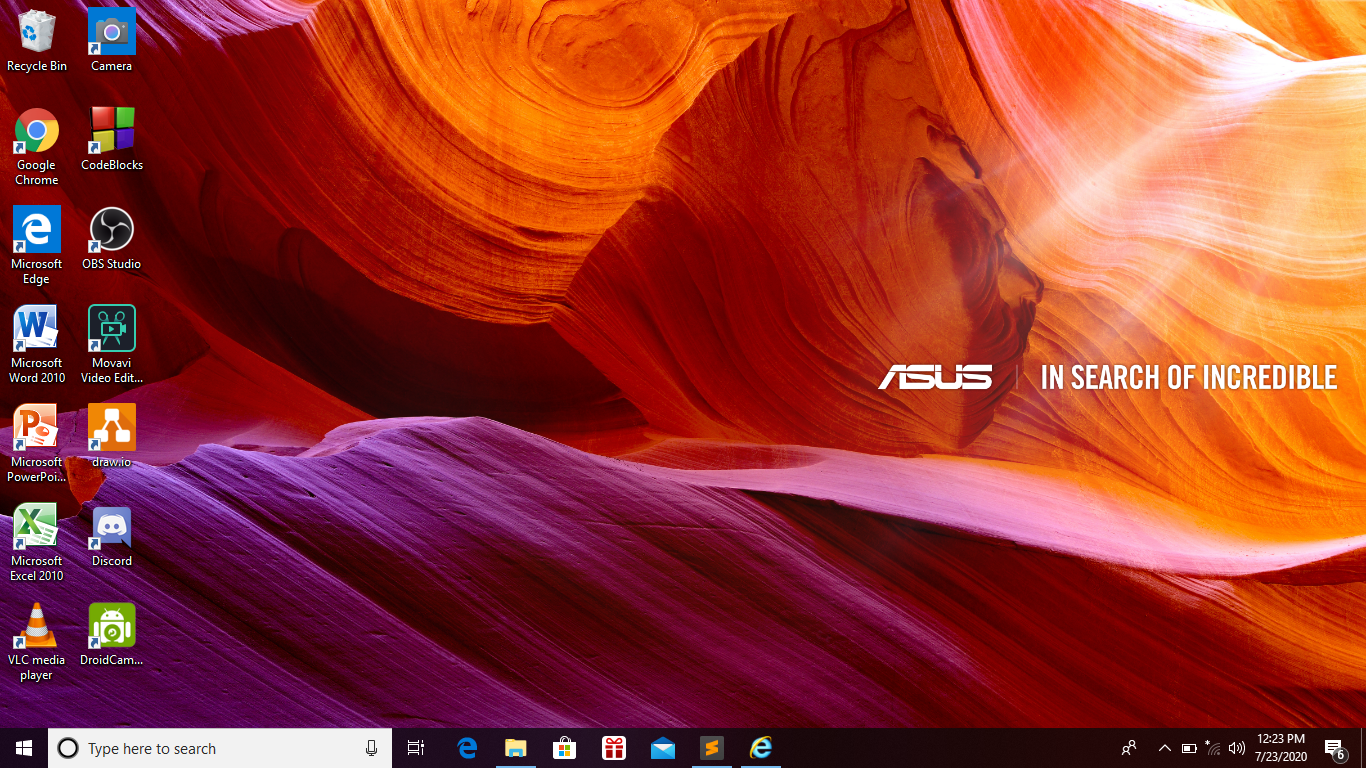 Recycle Bin
Camera
Google
Chrome
CodeBlocks
Microsoft
Edge
OBS Studio
Microsoft
Word 2010
Movavi
Video Edit...
Microsoft
PowerPoi...
draw.io
Microsoft
Excel 2010
Discord
VLC media
player
DroidCam...
ASUS
IN SEARCH OF INCREDIBLE
Type here to search
12:23 PM
7/23/2020
6